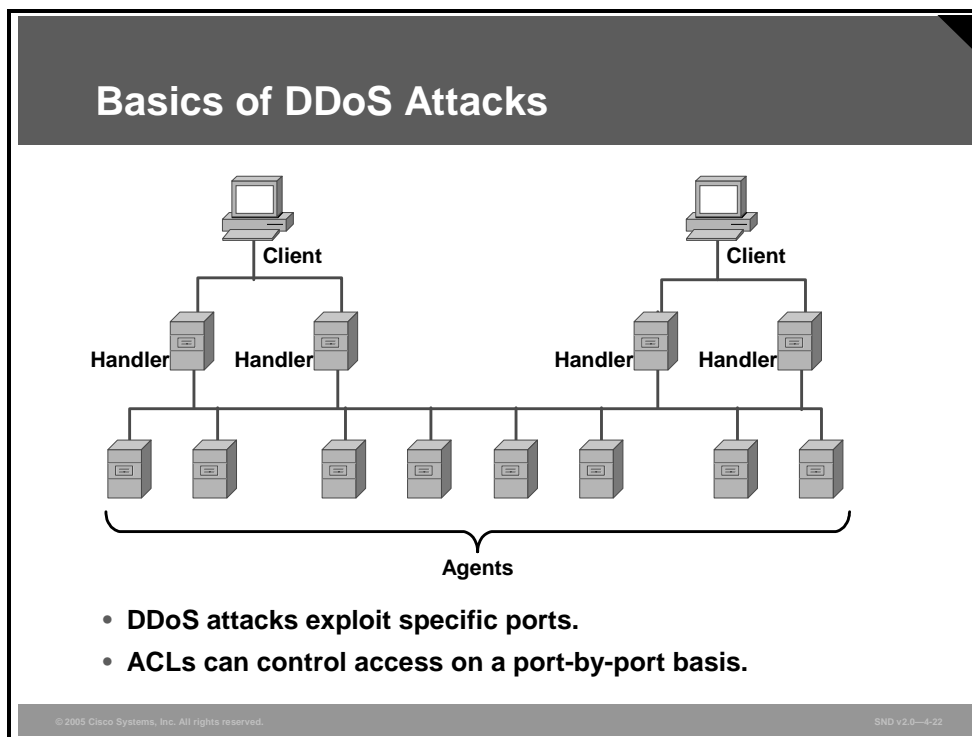 Basics of DDoS Attacks
Client
Client
Handler
Handler
Handler
Handler
Agents
• DDoS attacks exploit specific ports.
• ACLs can control access on a port-by-port basis.
© 2005 Cisco Systems, Inc. All rights reserved.
SND v2.0—4-22